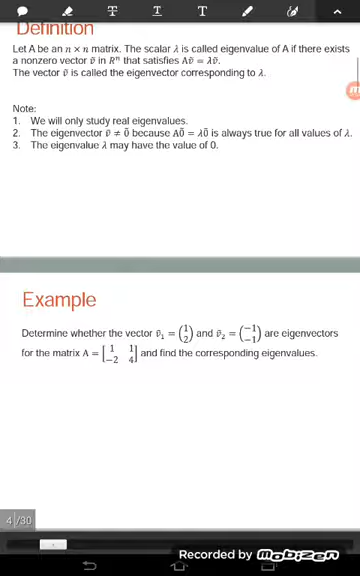 T T T
Definition
Let A be an n × n matrix. The scalar λ is called eigenvalue of A if there exists
a nonzero vector v̄ in Rⁿ that satisfies Av̄ = λv̄.
The vector v̄ is called the eigenvector corresponding to λ.
Note:
1. We will only study real eigenvalues.
2. The eigenvector v̄ ≠ 0̄ because A0̄ = λ0̄ is always true for all values of λ.
3. The eigenvalue λ may have the value of 0.
Example
Determine whether the vector v̄₁ = (1 2) and v̄₂ = (−1 −1) are eigenvectors
for the matrix A = [1 1 −2 4] and find the corresponding eigenvalues.
4/30
Recorded by Mobizen